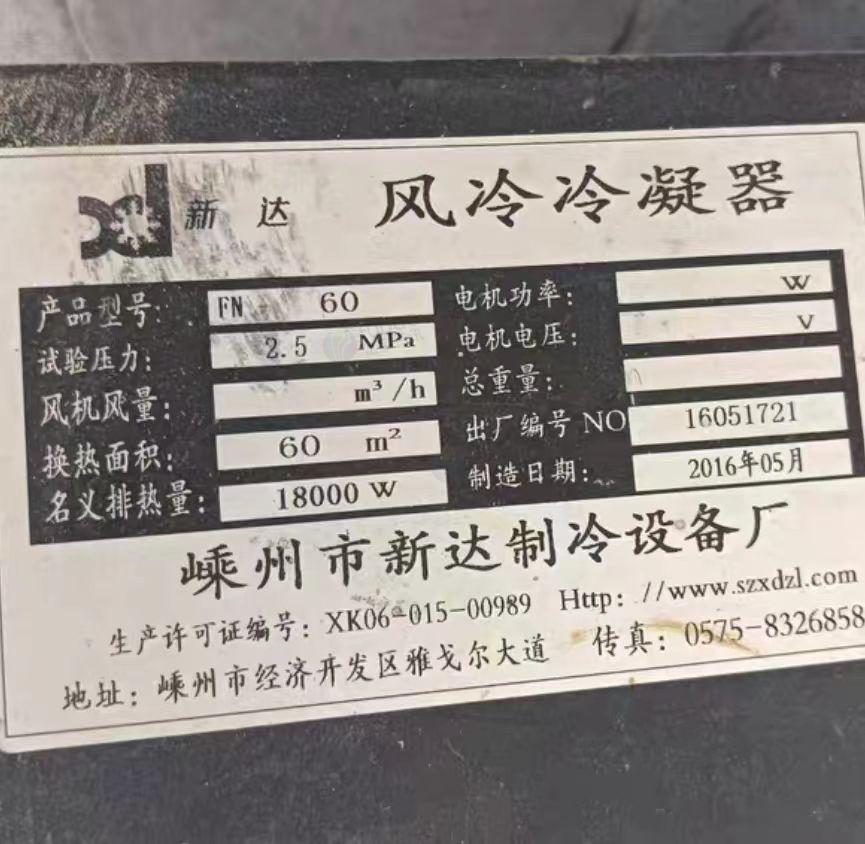 新达 风冷冷凝器
产品型号: FN 60 电机功率: W
试验压力: 2.5 MPa 电机电压: V
风机风量: m³/h 总重量:
换热面积: 60 m² 出厂编号 NO 16051721
名义排热量: 18000 W 制造日期: 2016年05月
嵊州市新达制冷设备厂
生产许可证编号: XK06-015-00989 Http: //www.szxdzl.com
地址: 嵊州市经济开发区雅戈尔大道 传真: 0575-8326858